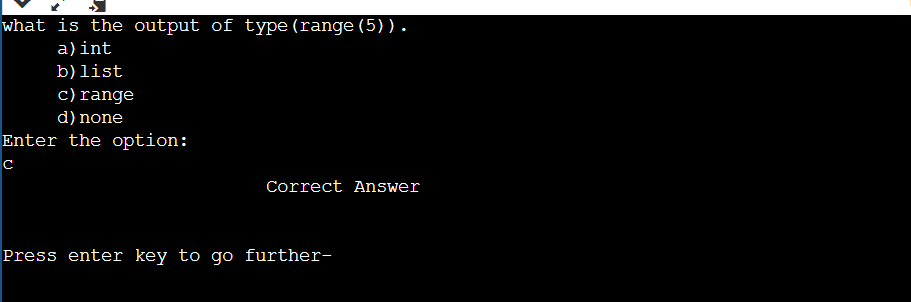 what is the output of type(range(5)).
a)int
b)list
c)range
d)none
Enter the option:
c
Correct Answer
Press enter key to go further-